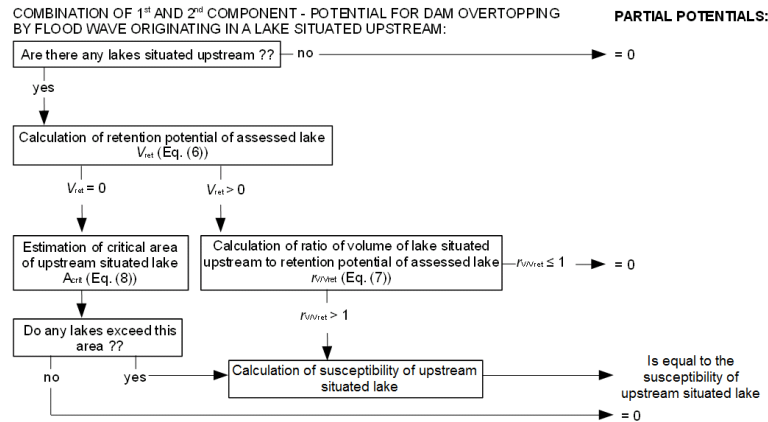 COMBINATION OF 1st AND 2nd COMPONENT - POTENTIAL FOR DAM OVERTOPPING
BY FLOOD WAVE ORIGINATING IN A LAKE SITUATED UPSTREAM:
PARTIAL POTENTIALS:
Are there any lakes situated upstream ??
no
= 0
yes
Calculation of retention potential of assessed lake
Vret (Eq. (6))
Vret = 0
Vret > 0
Estimation of critical area
of upstream situated lake
Acrit (Eq. (8))
Calculation of ratio of volume of lake situated
upstream to retention potential of assessed lake
rV/Vret (Eq. (7))
rV/Vret ≤ 1
= 0
rV/Vret > 1
Do any lakes exceed this
area ??
no
yes
Calculation of susceptibility of upstream
situated lake
Is equal to the
susceptibility of
upstream situated lake
= 0